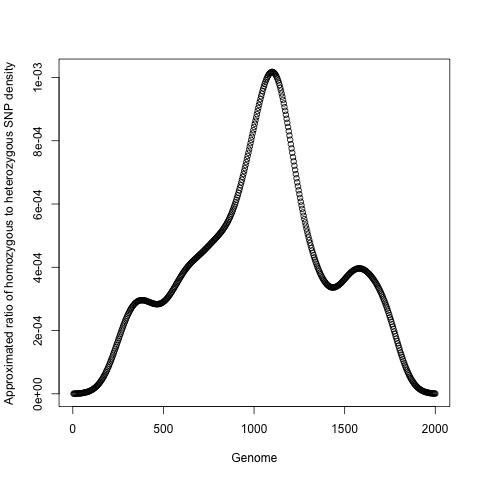 Approximated ratio of homozygous to heterozygous SNP density
1e-03
8e-04
6e-04
4e-04
2e-04
0e+00
0 500 1000 1500 2000
Genome